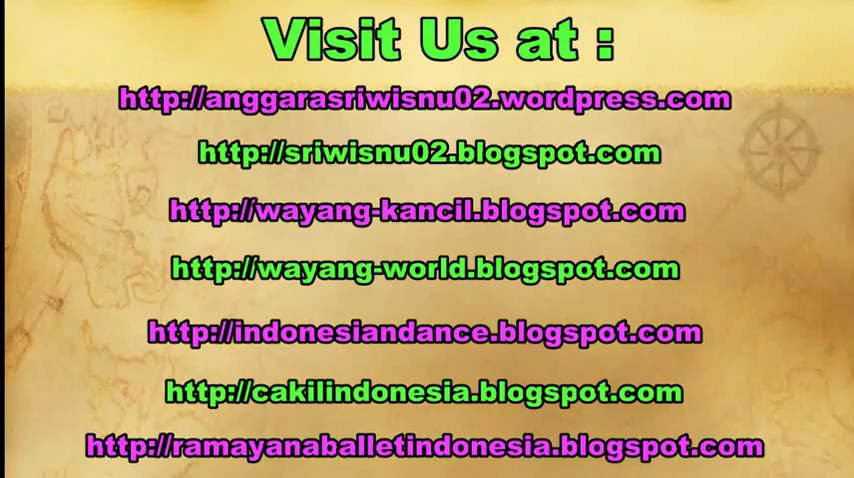 Visit Us at :
http://anggarasriwisnu02.wordpress.com
http://sriwisnu02.blogspot.com
http://wayang-kancil.blogspot.com
http://wayang-world.blogspot.com
http://indonesiandance.blogspot.com
http://cakilindonesia.blogspot.com
http://ramayanaballetindonesia.blogspot.com